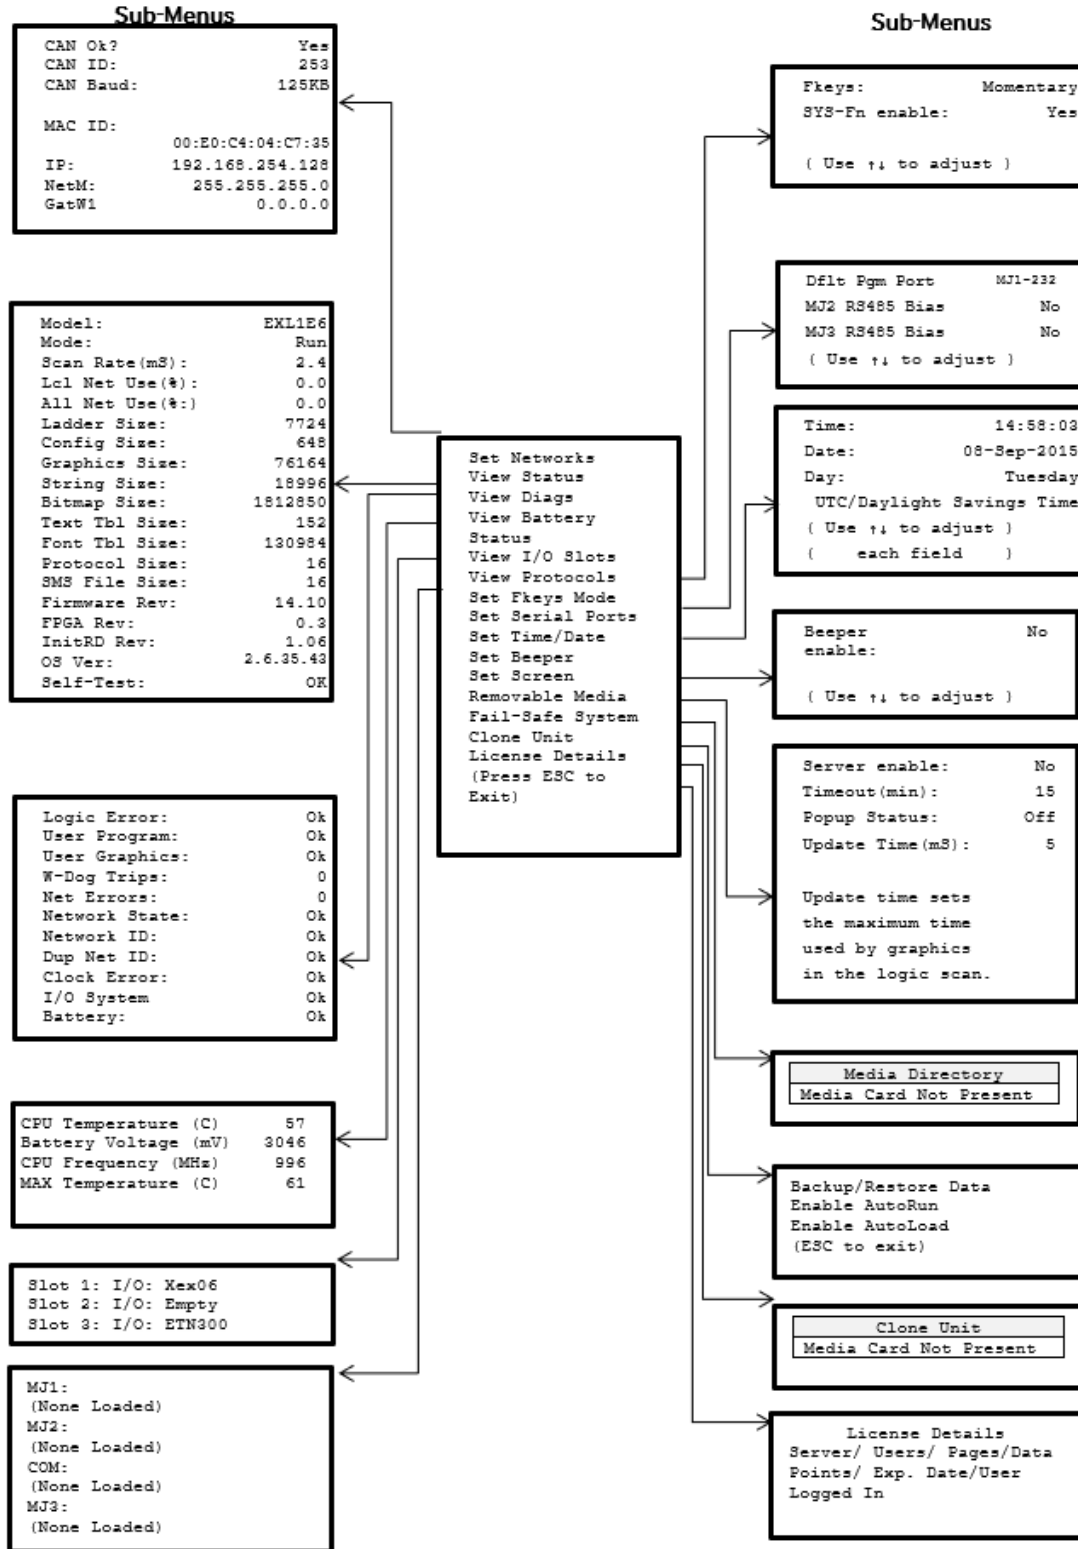 Sub-Menus
CAN Ok? Yes
CAN ID: 253
CAN Baud: 125KB
MAC ID:
00:E0:C4:04:C7:35
IP: 192.168.254.128
NetM: 255.255.255.0
GatW1 0.0.0.0
Model: EXL1E6
Mode: Run
Scan Rate(mS): 2.4
Lcl Net Use(%): 0.0
All Net Use(%:) 0.0
Ladder Size: 7724
Config Size: 648
Graphics Size: 76164
String Size: 18996
Bitmap Size: 1812850
Text Tbl Size: 152
Font Tbl Size: 130984
Protocol Size: 16
SMS File Size: 16
Firmware Rev: 14.10
FPGA Rev: 0.3
InitRD Rev: 1.06
OS Ver: 2.6.35.43
Self-Test: OK
Logic Error: Ok
User Program: Ok
User Graphics: Ok
W-Dog Trips: 0
Net Errors: 0
Network State: Ok
Network ID: Ok
Dup Net ID: Ok
Clock Error: Ok
I/O System Ok
Battery: Ok
CPU Temperature (C) 57
Battery Voltage (mV) 3046
CPU Frequency (MHz) 996
MAX Temperature (C) 61
Slot 1: I/O: Xex06
Slot 2: I/O: Empty
Slot 3: I/O: ETN300
MJ1:
(None Loaded)
MJ2:
(None Loaded)
COM:
(None Loaded)
MJ3:
(None Loaded)
Set Networks
View Status
View Diags
View Battery
Status
View I/O Slots
View Protocols
Set Fkeys Mode
Set Serial Ports
Set Time/Date
Set Beeper
Set Screen
Removable Media
Fail-Safe System
Clone Unit
License Details
(Press ESC to
Exit)
Sub-Menus
Fkeys: Momentary
SYS-Fn enable: Yes
( Use ↑↓ to adjust )
Dflt Pgm Port MJ1-232
MJ2 RS485 Bias No
MJ3 RS485 Bias No
( Use ↑↓ to adjust )
Time: 14:58:03
Date: 08-Sep-2015
Day: Tuesday
UTC/Daylight Savings Time
( Use ↑↓ to adjust )
( each field )
Beeper No
enable:
( Use ↑↓ to adjust )
Server enable: No
Timeout(min): 15
Popup Status: Off
Update Time(mS): 5
Update time sets
the maximum time
used by graphics
in the logic scan.
Media Directory
Media Card Not Present
Backup/Restore Data
Enable AutoRun
Enable AutoLoad
(ESC to exit)
Clone Unit
Media Card Not Present
License Details
Server/ Users/ Pages/Data
Points/ Exp. Date/User
Logged In